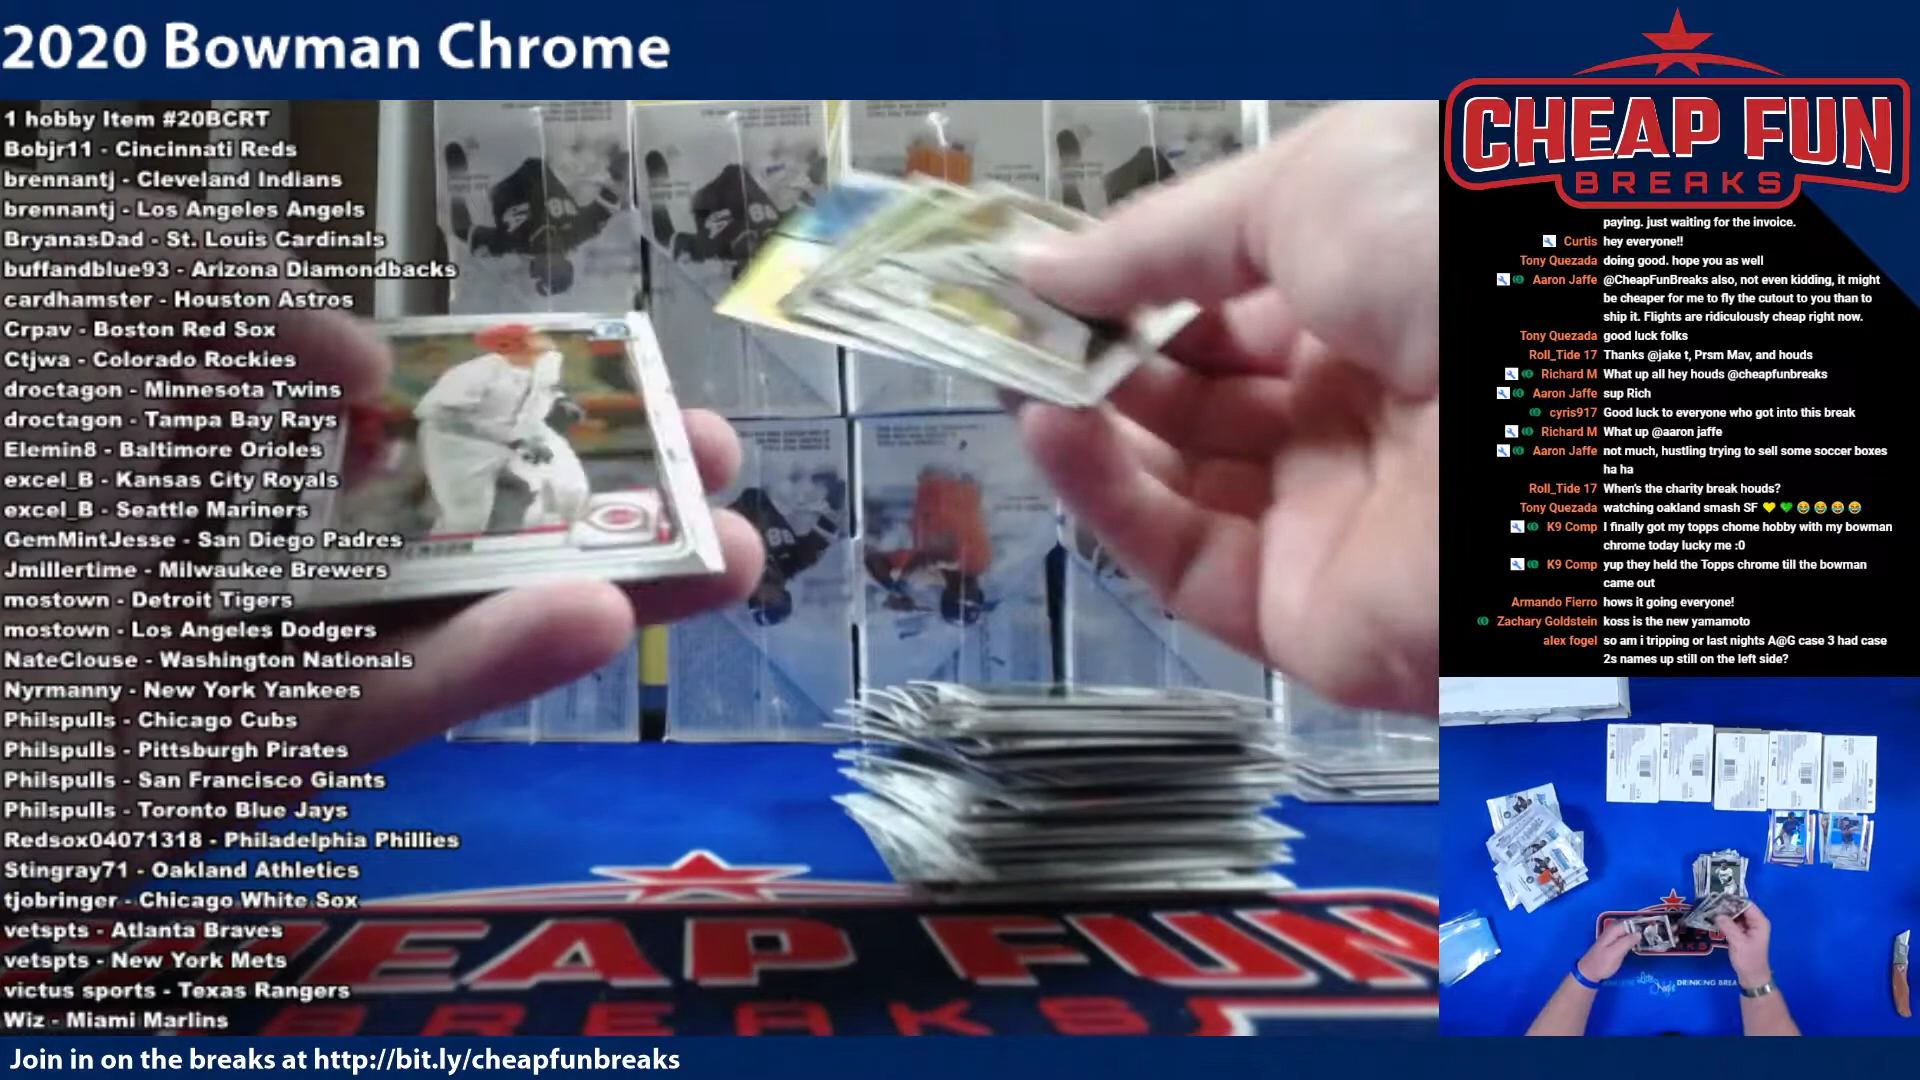 2020 Bowman Chrome
1 hobby Item #20BCRT
Bobjr11 - Cincinnati Reds
brennantj - Cleveland Indians
brennantj - Los Angeles Angels
BryanasDad - St. Louis Cardinals
buffandblue93 - Arizona Diamondbacks
cardhamster - Houston Astros
Crpav - Boston Red Sox
Ctjwa - Colorado Rockies
droctagon - Minnesota Twins
droctagon - Tampa Bay Rays
Elemin8 - Baltimore Orioles
excel_B - Kansas City Royals
excel_B - Seattle Mariners
GemMintJesse - San Diego Padres
Jmillertime - Milwaukee Brewers
mostown - Detroit Tigers
mostown - Los Angeles Dodgers
NateClouse - Washington Nationals
Nyrmanny - New York Yankees
Philspulls - Chicago Cubs
Philspulls - Pittsburgh Pirates
Philspulls - San Francisco Giants
Philspulls - Toronto Blue Jays
Redsox04071318 - Philadelphia Phillies
Stingray71 - Oakland Athletics
tjobringer - Chicago White Sox
vetspts - Atlanta Braves
vetspts - New York Mets
victus sports - Texas Rangers
Wiz - Miami Marlins
Join in on the breaks at http://bit.ly/cheapfunbreaks
EAP FUN
BREAKS
CHEAP FUN
BREAKS
paying. just waiting for the invoice.
Curtis hey everyone!!
Tony Quezada doing good. hope you as well
Aaron Jaffe @CheapFunBreaks also, not even kidding, it might
be cheaper for me to fly the cutout to you than to
ship it. Flights are ridiculously cheap right now.
Tony Quezada good luck folks
Roll_Tide 17 Thanks @jake t, Prsm Mav, and houds
Richard M What up all hey houds @cheapfunbreaks
Aaron Jaffe sup Rich
cyris917 Good luck to everyone who got into this break
Richard M What up @aaron jaffe
Aaron Jaffe not much, hustling trying to sell some soccer boxes
ha ha
Roll_Tide 17 When's the charity break houds?
Tony Quezada watching oakland smash SF 💛 💚 😂 😂 😂 😂
K9 Comp I finally got my topps chome hobby with my bowman
chrome today lucky me :0
K9 Comp yup they held the Topps chrome till the bowman
came out
Armando Fierro hows it going everyone!
Zachary Goldstein koss is the new yamamoto
alex fogel so am i tripping or last nights A@G case 3 had case
2s names up still on the left side?
Late Night DRINKING BREA